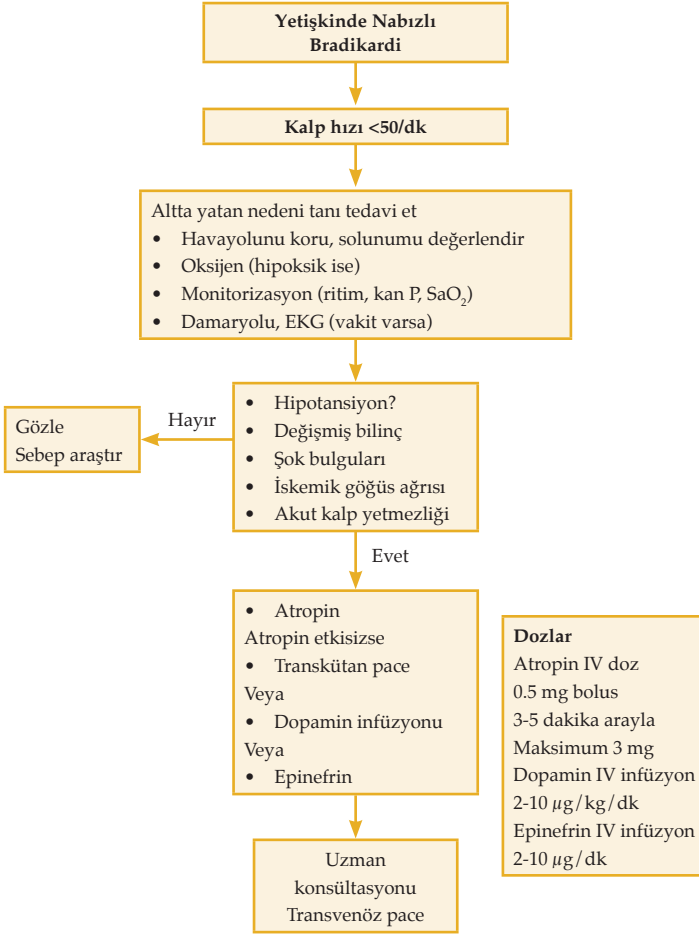 Yetişkinde Nabızlı
Bradikardi
Kalp hızı <50/dk
Altta yatan nedeni tanı tedavi et
• Havayolunu koru, solunumu değerlendir
• Oksijen (hipoksik ise)
• Monitorizasyon (ritim, kan P, SaO₂)
• Damaryolu, EKG (vakit varsa)
• Hipotansiyon?
• Değişmiş bilinç
• Şok bulguları
• İskemik göğüs ağrısı
• Akut kalp yetmezliği
Hayır
Gözle
Sebep araştır
Evet
• Atropin
Atropin etkisizse
• Transkütan pace
Veya
• Dopamin infüzyonu
Veya
• Epinefrin
Dozlar
Atropin IV doz
0.5 mg bolus
3-5 dakika arayla
Maksimum 3 mg
Dopamin IV infüzyon
2-10 µg/kg/dk
Epinefrin IV infüzyon
2-10 µg/dk
Uzman
konsültasyonu
Transvenöz pace